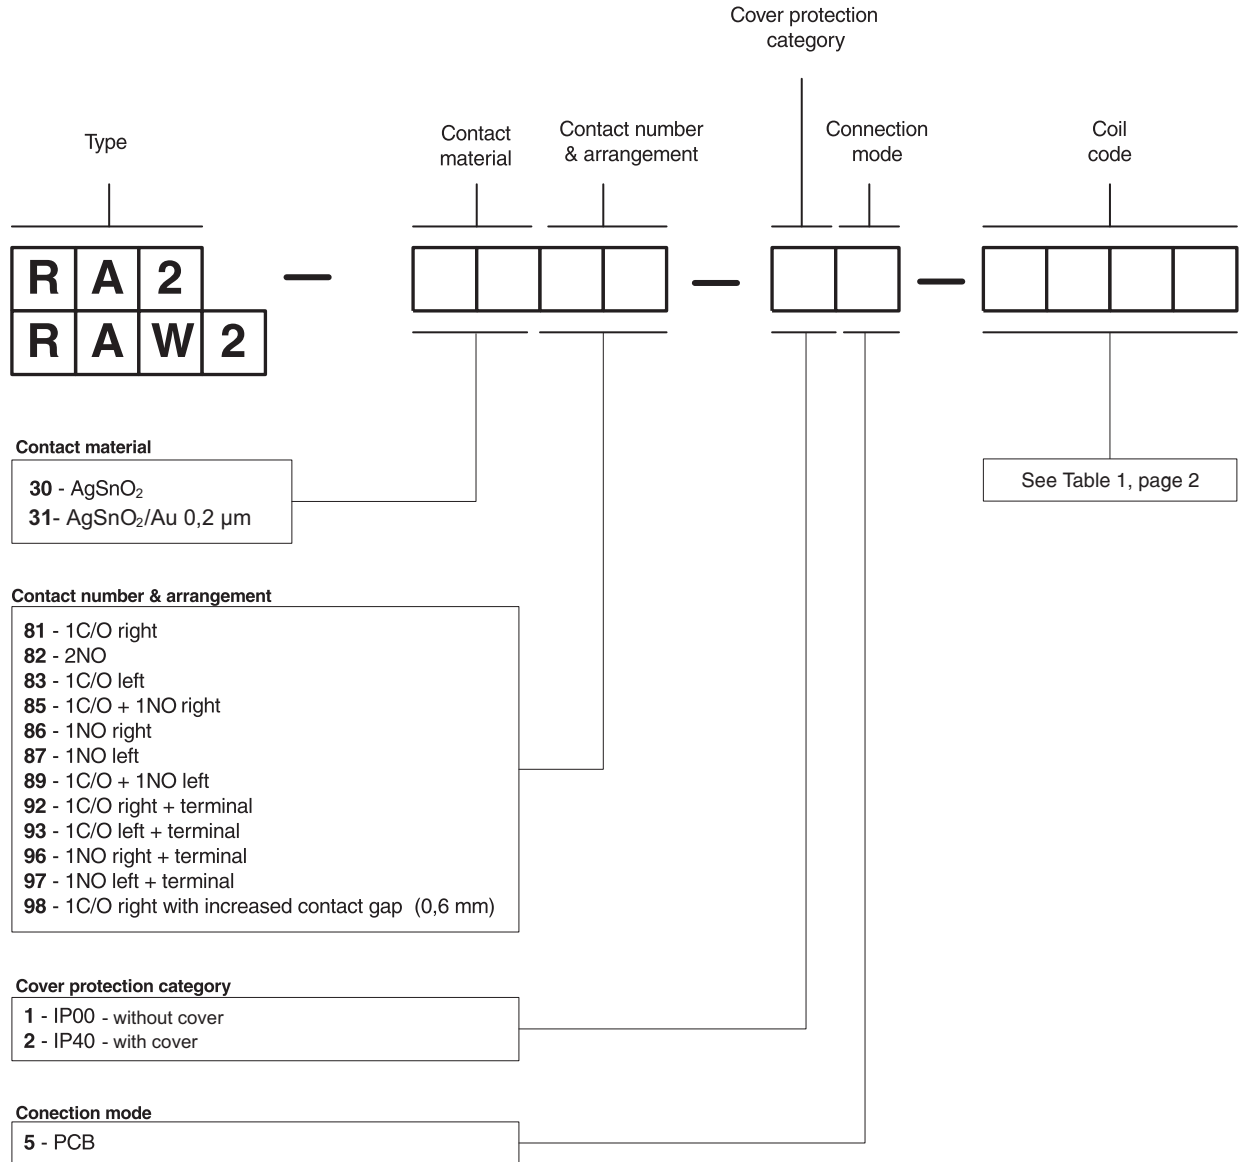 Cover protection
category
Type
Contact
material
Contact number
& arrangement
Connection
mode
Coil
code
R A 2
R A W 2
Contact material
30 - AgSnO₂
31- AgSnO₂/Au 0,2 µm
See Table 1, page 2
Contact number & arrangement
81 - 1C/O right
82 - 2NO
83 - 1C/O left
85 - 1C/O + 1NO right
86 - 1NO right
87 - 1NO left
89 - 1C/O + 1NO left
92 - 1C/O right + terminal
93 - 1C/O left + terminal
96 - 1NO right + terminal
97 - 1NO left + terminal
98 - 1C/O right with increased contact gap (0,6 mm)
Cover protection category
1 - IP00 - without cover
2 - IP40 - with cover
Conection mode
5 - PCB